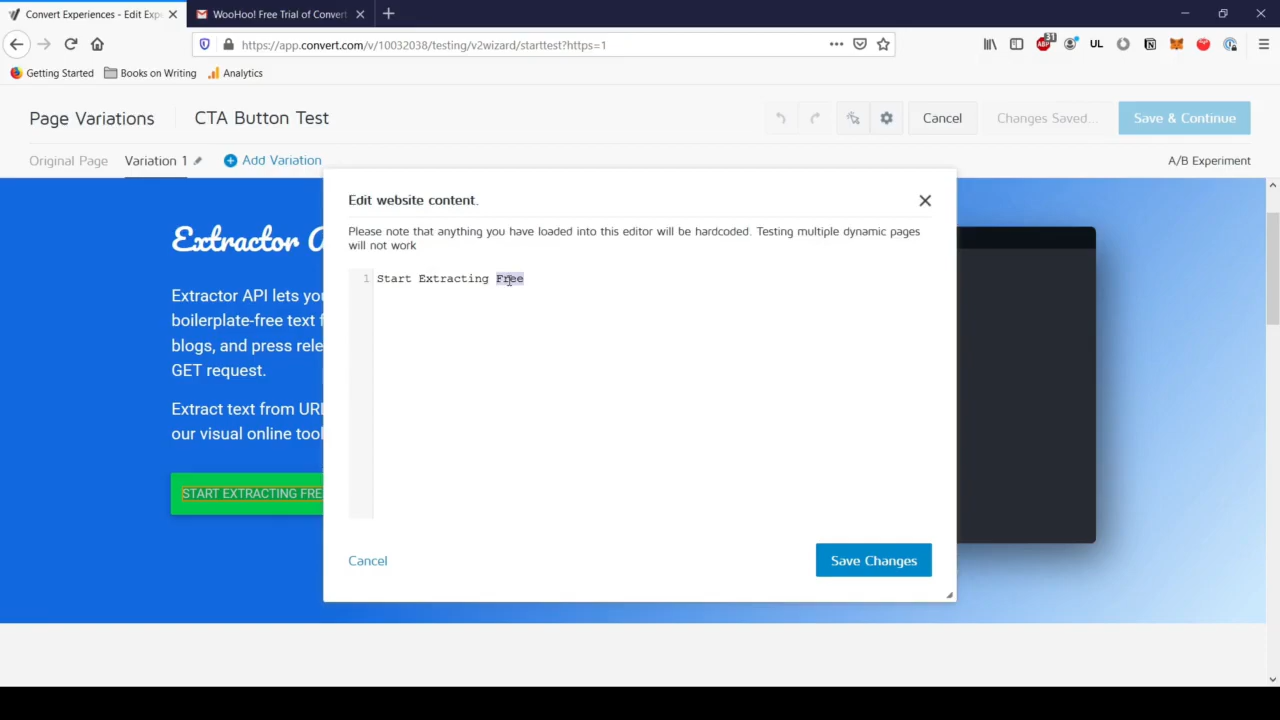 Convert Experiences - Edit Exp
WooHoo! Free Trial of Convert
https://app.convert.com/v/10032038/testing/v2wizard/starttest?https=1
ABP
31
UL
Getting Started
Books on Writing
Analytics
Page Variations
CTA Button Test
Cancel
Changes Saved...
Save & Continue
Original Page
Variation 1
Add Variation
A/B Experiment
Extractor A
Extractor API lets you
boilerplate-free text f
blogs, and press rele
GET request.
Extract text from URL
our visual online tool
START EXTRACTING FRE
Edit website content.
Please note that anything you have loaded into this editor will be hardcoded. Testing multiple dynamic pages
will not work
1 Start Extracting Free
Cancel
Save Changes